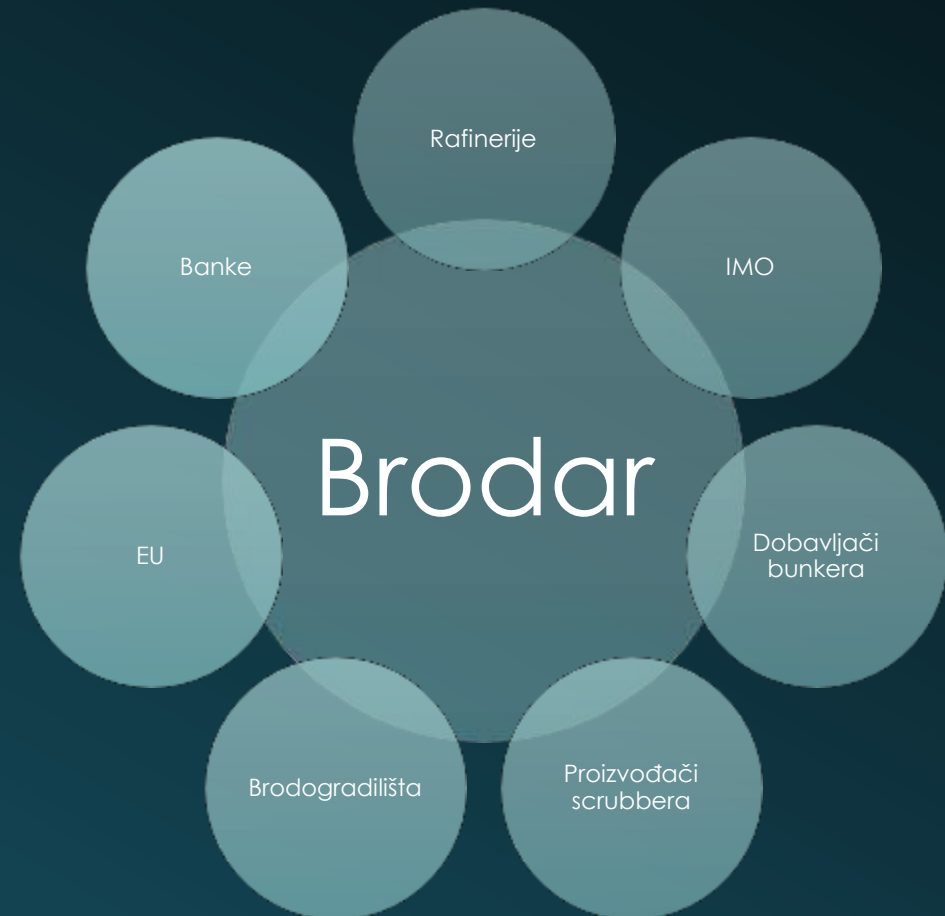 Rafinerije
IMO
Dobavljači
bunkera
Proizvođači
scrubbera
Brodogradilišta
EU
Banke
Brodar